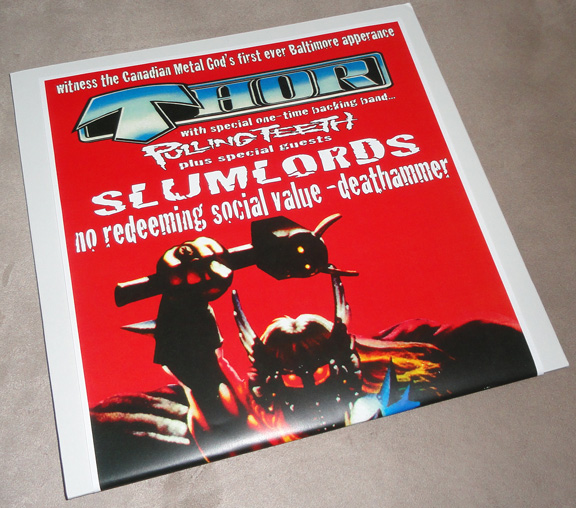 witness the Canadian Metal God's first ever Baltimore apperance
THOR
with special one-time backing band...
PULLING TEETH
plus special guests
SLUMLORDS
no redeeming social value - deathammer